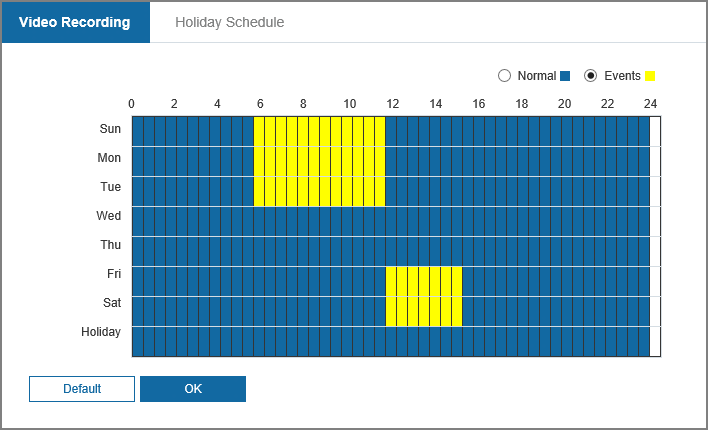 Video Recording Holiday Schedule
Normal Events
0 2 4 6 8 10 12 14 16 18 20 22 24
Sun
Mon
Tue
Wed
Thu
Fri
Sat
Holiday
Default OK